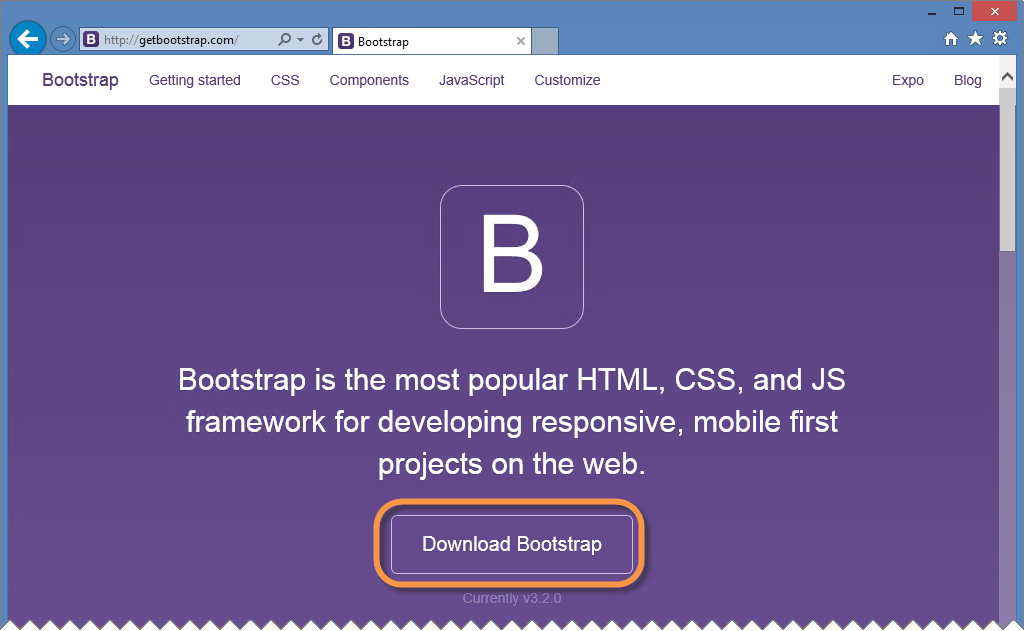 http://getbootstrap.com/
Bootstrap
Bootstrap Getting started CSS Components JavaScript Customize Expo Blog
B
Bootstrap is the most popular HTML, CSS, and JS
framework for developing responsive, mobile first
projects on the web.
Download Bootstrap
Currently v3.2.0